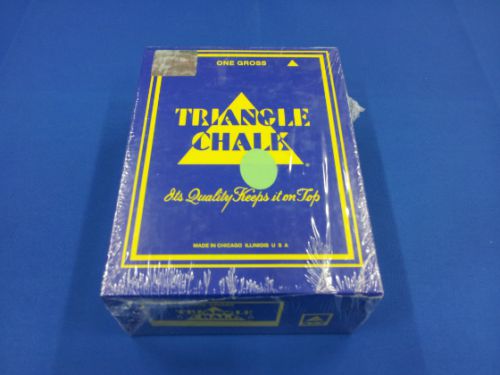 ONE GROSS
TRIANGLE
CHALK
®
Its Quality Keeps it on Top
MADE IN CHICAGO ILLINOIS U S A
TRIANGLE
CHALK